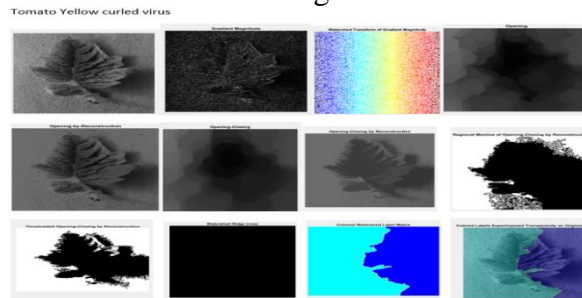 Tomato Yellow curled virus
Gradient Magnitude
Watershed Transform of Gradient Magnitude
Opening
Opening-by-Reconstruction
Opening-Closing
Opening-Closing by Reconstruction
Regional Maxima of Opening-Closing by Reconstruction
Thresholded Opening-Closing by Reconstruction
Watershed Ridge Lines
Colored Watershed Label Matrix
Colored Labels Superimposed Transparently on Original